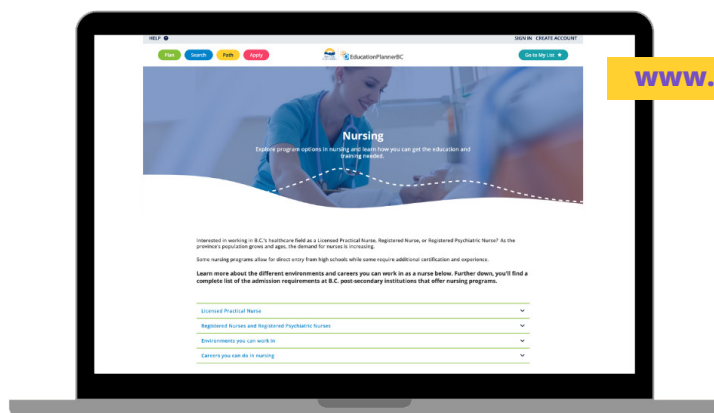 HELP
SIGN IN CREATE ACCOUNT
Plan
Search
Path
Apply
EducationPlannerBC
Go to My List
www.
Nursing
Explore program options in nursing and learn how you can get the education and
training needed.
Interested in working in B.C.'s healthcare field as a Licensed Practical Nurse, Registered Nurse, or Registered Psychiatric Nurse? As the
province's population grows and ages, the demand for nurses is increasing.
Some nursing programs allow for direct entry from high schools while some require additional certification and experience.
Learn more about the different environments and careers you can work in as a nurse below. Further down, you'll find a
complete list of the admission requirements at B.C. post-secondary institutions that offer nursing programs.
Licensed Practical Nurse
Registered Nurses and Registered Psychiatric Nurses
Environments you can work in
Careers you can do in nursing